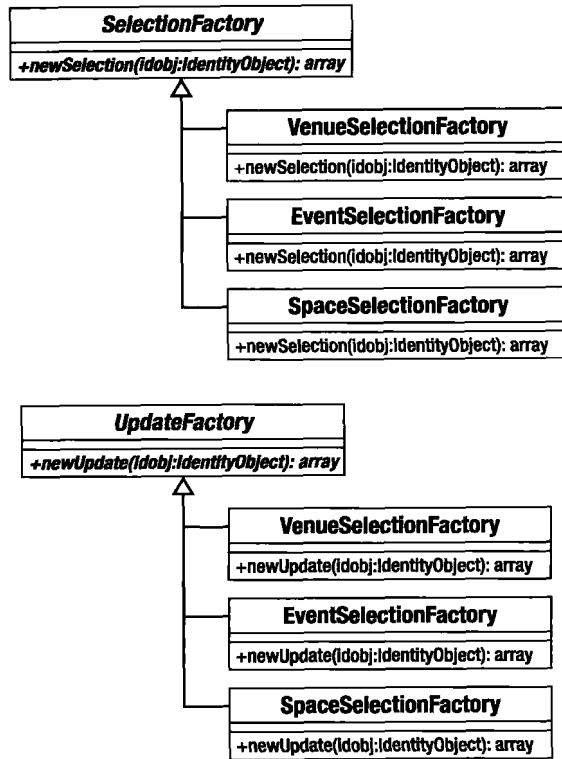 SelectionFactory
+newSelection(idobj:IdentityObject): array
VenueSelectionFactory
+newSelection(idobj:IdentityObject): array
EventSelectionFactory
+newSelection(idobj:IdentityObject): array
SpaceSelectionFactory
+newSelection(idobj:IdentityObject): array
UpdateFactory
+newUpdate(idobj:IdentityObject): array
VenueSelectionFactory
+newUpdate(idobj:IdentityObject): array
EventSelectionFactory
+newUpdate(idobj:IdentityObject): array
SpaceSelectionFactory
+newUpdate(idobj:IdentityObject): array